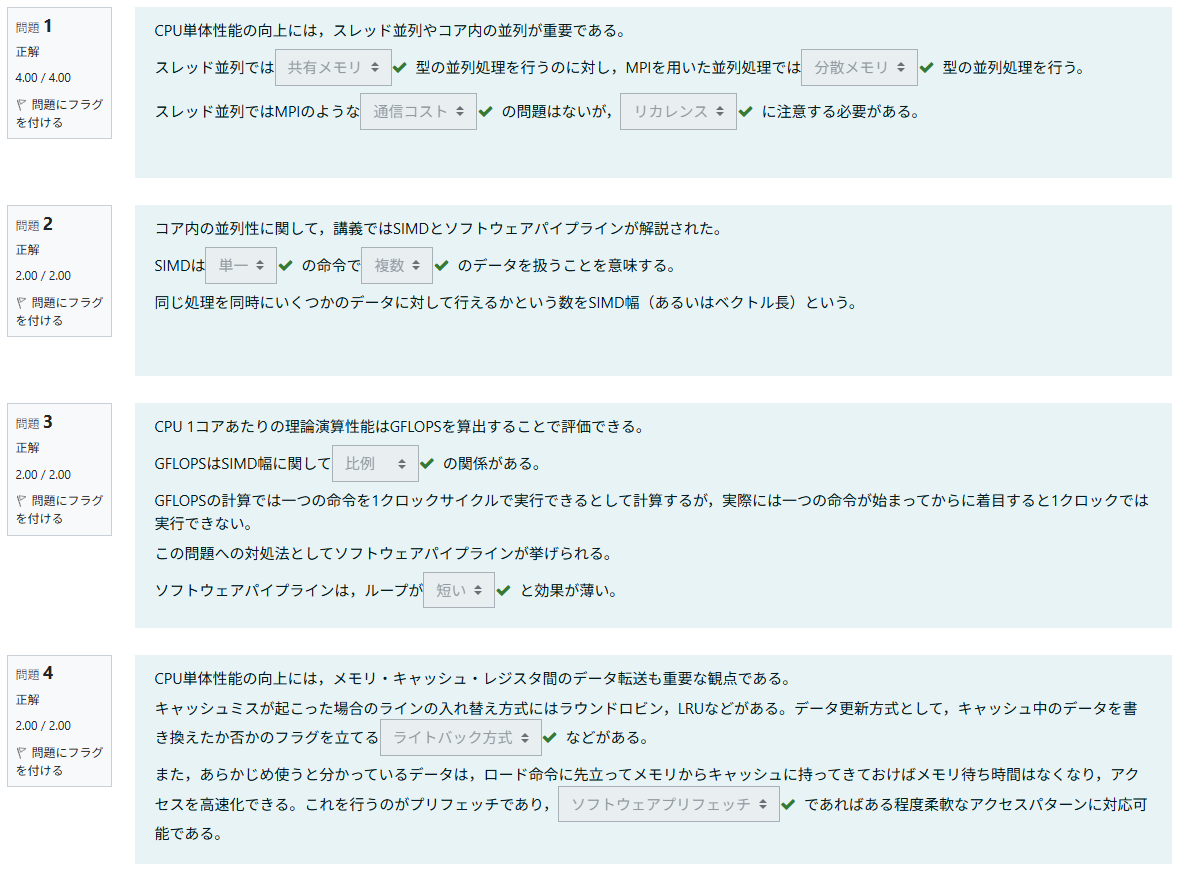 問題 1
正解
4.00 / 4.00
問題にフラグ
を付ける
CPU単体性能の向上には，スレッド並列やコア内の並列が重要である。
スレッド並列では 共有メモリ 型の並列処理を行うのに対し，MPIを用いた並列処理では 分散メモリ 型の並列処理を行う。
スレッド並列ではMPIのような 通信コスト の問題はないが， リカレンス に注意する必要がある。
問題 2
正解
2.00 / 2.00
問題にフラグ
を付ける
コア内の並列性に関して，講義ではSIMDとソフトウェアパイプラインが解説された。
SIMDは 単一 の命令で 複数 のデータを扱うことを意味する。
同じ処理を同時にいくつかのデータに対して行えるかという数をSIMD幅（あるいはベクトル長）という。
問題 3
正解
2.00 / 2.00
問題にフラグ
を付ける
CPU 1コアあたりの理論演算性能はGFLOPSを算出することで評価できる。
GFLOPSはSIMD幅に関して 比例 の関係がある。
GFLOPSの計算では一つの命令を1クロックサイクルで実行できるとして計算するが，実際には一つの命令が始まってからに着目すると1クロックでは
実行できない。
この問題への対処法としてソフトウェアパイプラインが挙げられる。
ソフトウェアパイプラインは，ループが 短い と効果が薄い。
問題 4
正解
2.00 / 2.00
問題にフラグ
を付ける
CPU単体性能の向上には，メモリ・キャッシュ・レジスタ間のデータ転送も重要な観点である。
キャッシュミスが起こった場合のラインの入れ替え方式にはラウンドロビン，LRUなどがある。データ更新方式として，キャッシュ中のデータを書
き換えたか否かのフラグを立てる ライトバック方式 などがある。
また，あらかじめ使うと分かっているデータは，ロード命令に先立ってメモリからキャッシュに持ってきておけばメモリ待ち時間はなくなり，アク
セスを高速化できる。これを行うのがプリフェッチであり， ソフトウェアプリフェッチ であればある程度柔軟なアクセスパターンに対応可
能である。